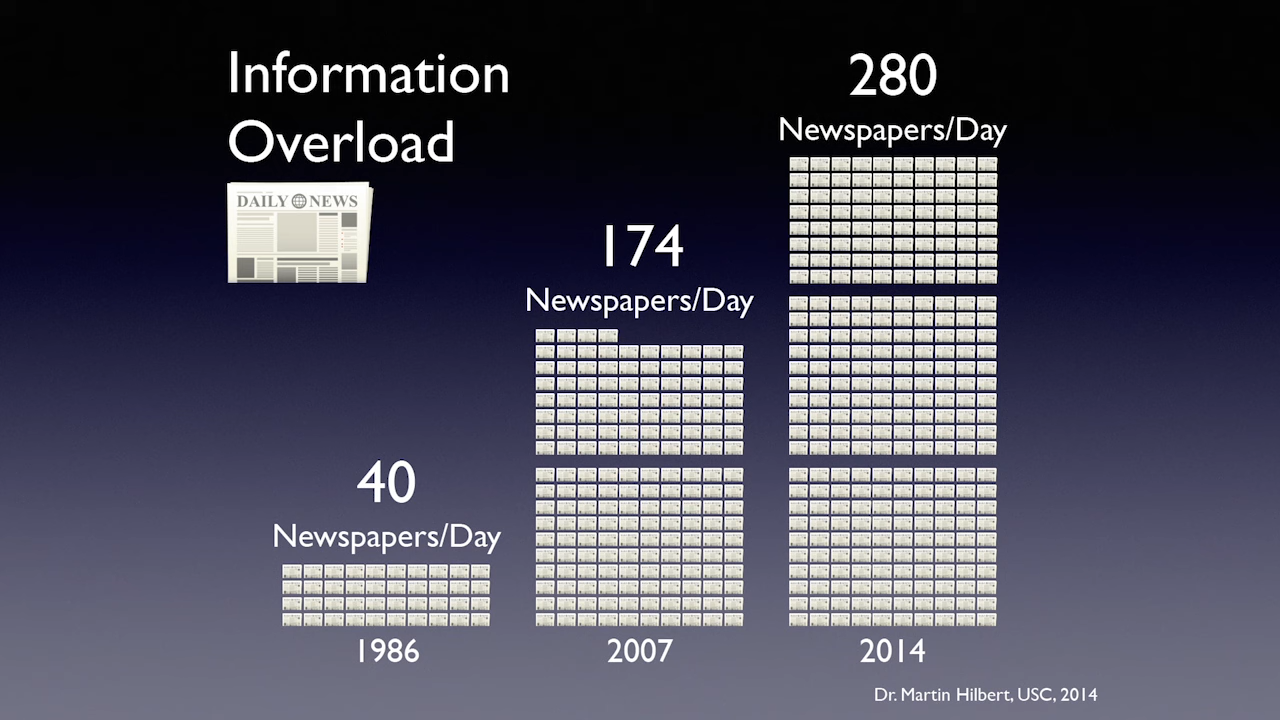 Information
Overload
DAILY NEWS
40
Newspapers/Day
1986
174
Newspapers/Day
2007
280
Newspapers/Day
2014
Dr. Martin Hilbert, USC, 2014